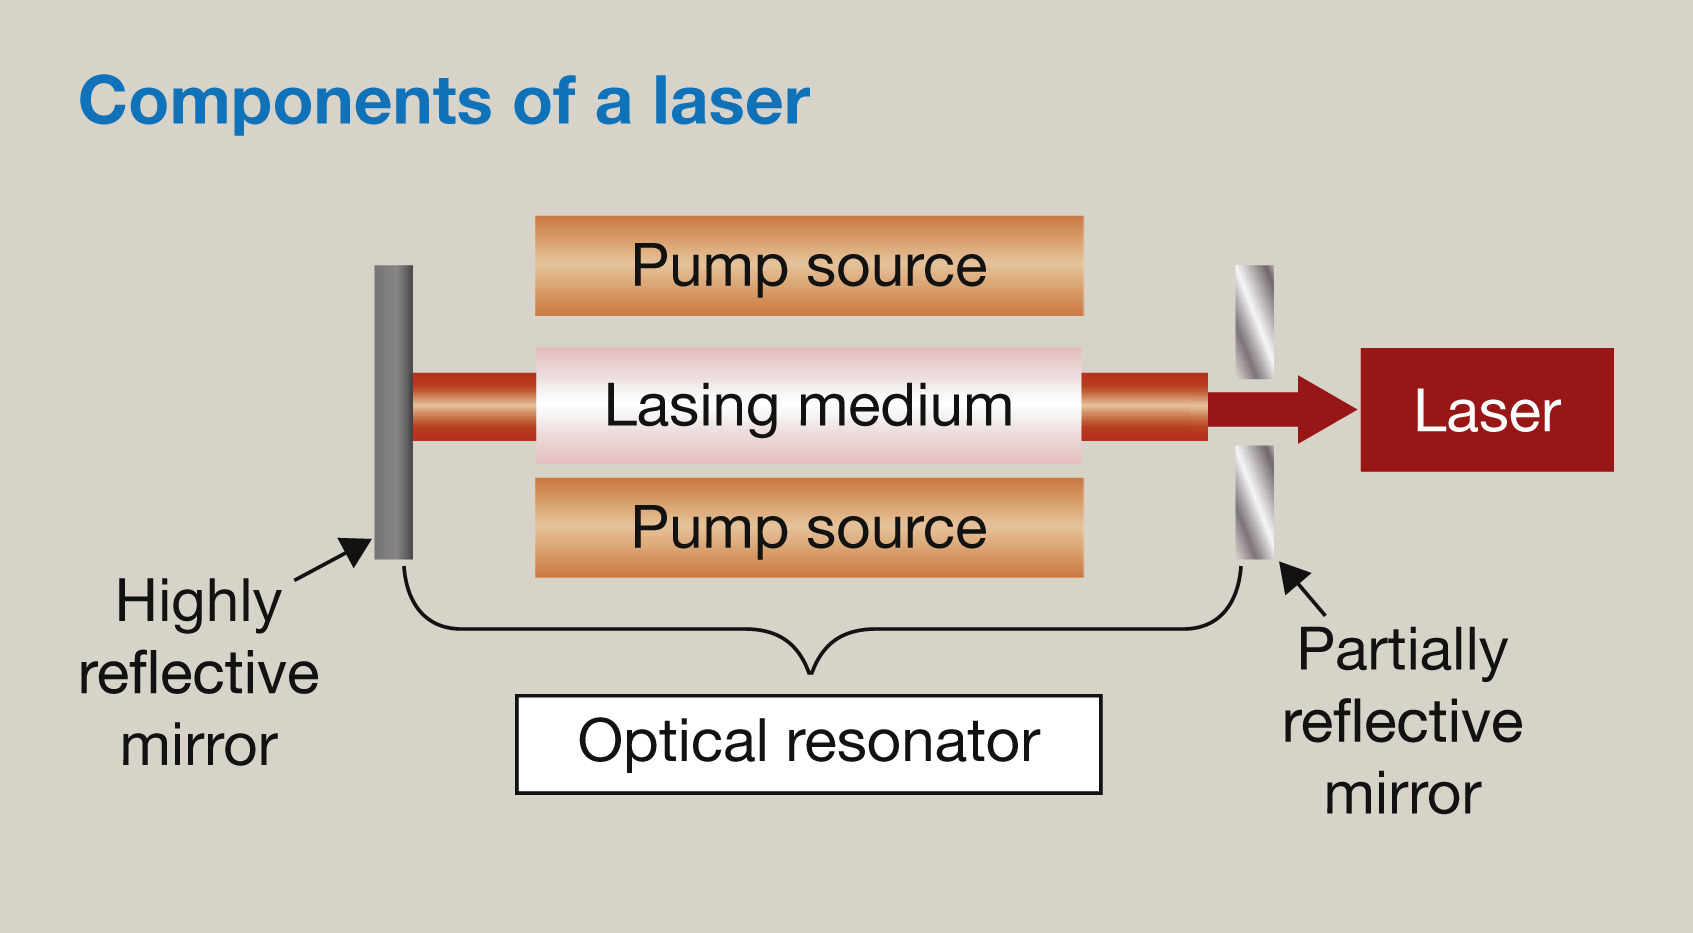 Components of a laser
Pump source
Lasing medium
Laser
Pump source
Highly
reflective
mirror
Partially
reflective
mirror
Optical resonator